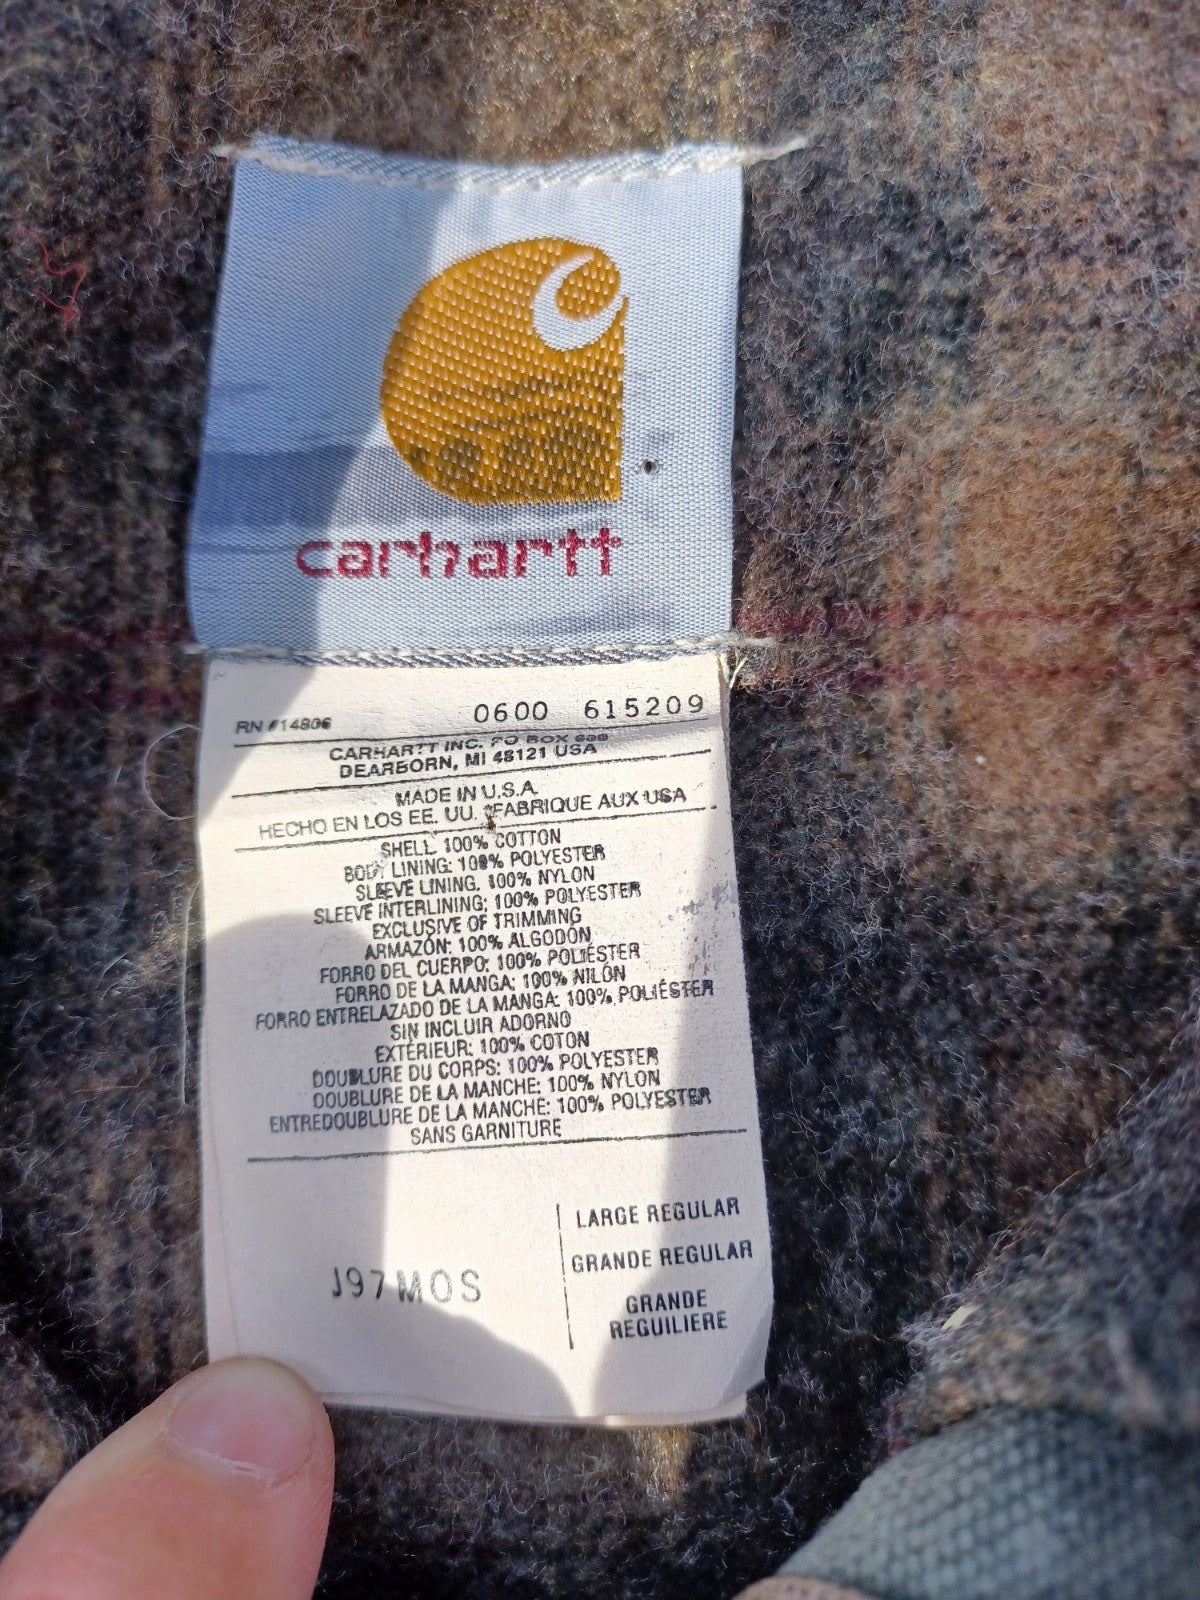 carhartt
RN #14806
0600 615209
CARHARTT INC. PO BOX 600
DEARBORN, MI 48121 USA
MADE IN U.S.A.
HECHO EN LOS EE. UU. *FABRIQUE AUX USA
SHELL 100% COTTON
BODY LINING: 100% POLYESTER
SLEEVE LINING. 100% NYLON
SLEEVE INTERLINING: 100% POLYESTER
EXCLUSIVE OF TRIMMING
ARMAZÓN: 100% ALGODÓN
FORRO DEL CUERPO: 100% POLIÉSTER
FORRO DE LA MANGA: 100% NILÓN
FORRO ENTRELAZADO DE LA MANGA: 100% POLIÉSTER
SIN INCLUIR ADORNO
EXTÉRIEUR: 100% COTON
DOUBLURE DU CORPS: 100% POLYESTER
DOUBLURE DE LA MANCHE: 100% NYLON
ENTREDOUBLURE DE LA MANCHE: 100% POLYESTER
SANS GARNITURE
J97 MOS
LARGE REGULAR
GRANDE REGULAR
GRANDE
REGUILIERE